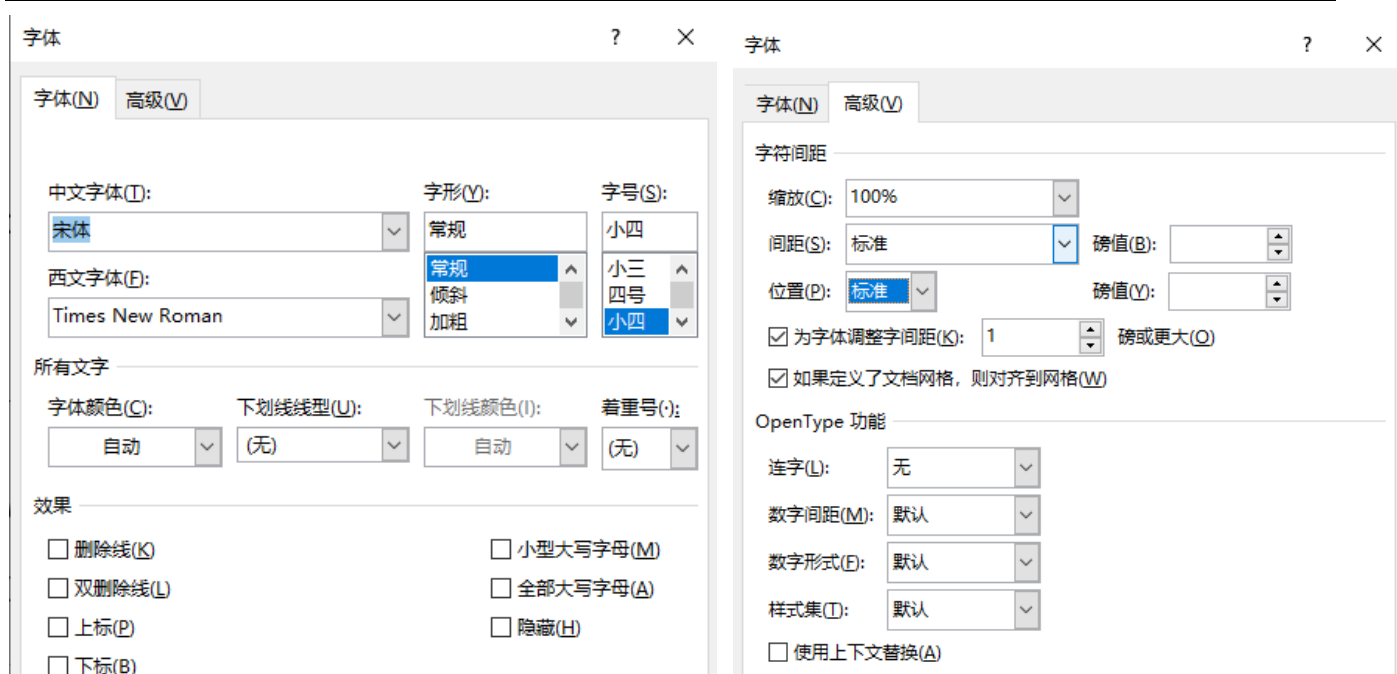 字体 ? ×
字体(N) 高级(V)
中文字体(T): 字形(Y): 字号(S):
宋体 常规 小四
常规 小三
西文字体(F): 倾斜 四号
Times New Roman 加粗 小四
所有文字
字体颜色(C): 下划线线型(U): 下划线颜色(I): 着重号(·):
自动 (无) 自动 (无)
效果
删除线(K) 小型大写字母(M)
双删除线(L) 全部大写字母(A)
上标(P) 隐藏(H)
下标(B)
字体 ? ×
字体(N) 高级(V)
字符间距
缩放(C): 100%
间距(S): 标准 磅值(B):
位置(P): 标准 磅值(Y):
为字体调整字间距(K): 1 磅或更大(O)
如果定义了文档网格，则对齐到网格(W)
OpenType 功能
连字(L): 无
数字间距(M): 默认
数字形式(F): 默认
样式集(T): 默认
使用上下文替换(A)